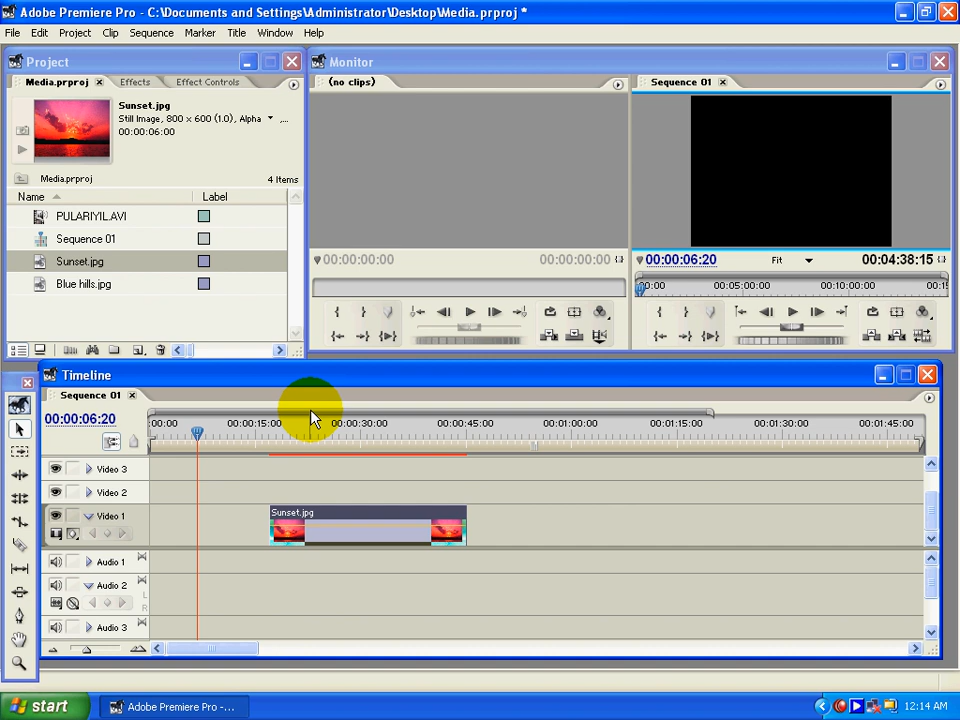 Adobe Premiere Pro - C:\Documents and Settings\Administrator\Desktop\Media.prproj *
File Edit Project Clip Sequence Marker Title Window Help
Project
Media.prproj Effects Effect Controls
Sunset.jpg
Still Image, 800 x 600 (1.0), Alpha ,...
00:00:06:00
Media.prproj 4 Items
Name Label
PULARIYIL.AVI
Sequence 01
Sunset.jpg
Blue hills.jpg
Monitor
(no clips) Sequence 01
00:00:00:00 00:00:00:00
00:00:06:20 Fit 00:04:38:15
00:00 00:05:00:00 00:10:00:00 00:15
Timeline
Sequence 01
00:00:06:20
:00:00 00:00:15:00 00:00:30:00 00:00:45:00 00:01:00:00 00:01:15:00 00:01:30:00 00:01:45:00
Video 3
Video 2
Video 1
Sunset.jpg
Audio 1
Audio 2
L
R
Audio 3
start Adobe Premiere Pro -... 12:14 AM